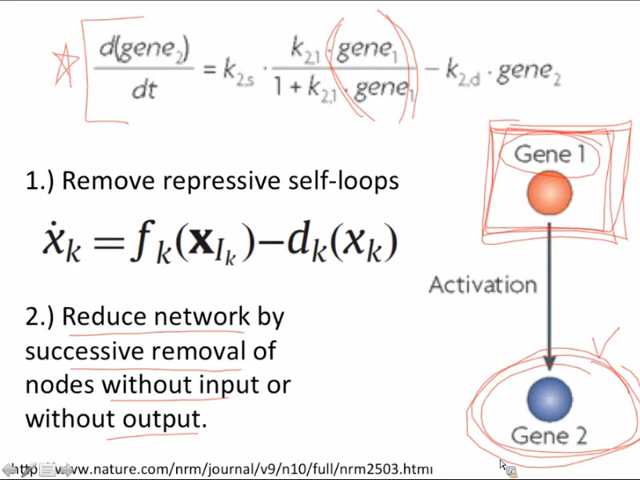 d(gene₂)/dt = k₂,ₛ · k₂,₁ · gene₁ / 1 + k₂,₁ · gene₁ − k₂,d · gene₂
Gene 1
1.) Remove repressive self-loops
ẋₖ = fₖ(x_Iₖ)−dₖ(xₖ)
Activation
2.) Reduce network by
successive removal of
nodes without input or
without output.
Gene 2
http://www.nature.com/nrm/journal/v9/n10/full/nrm2503.html